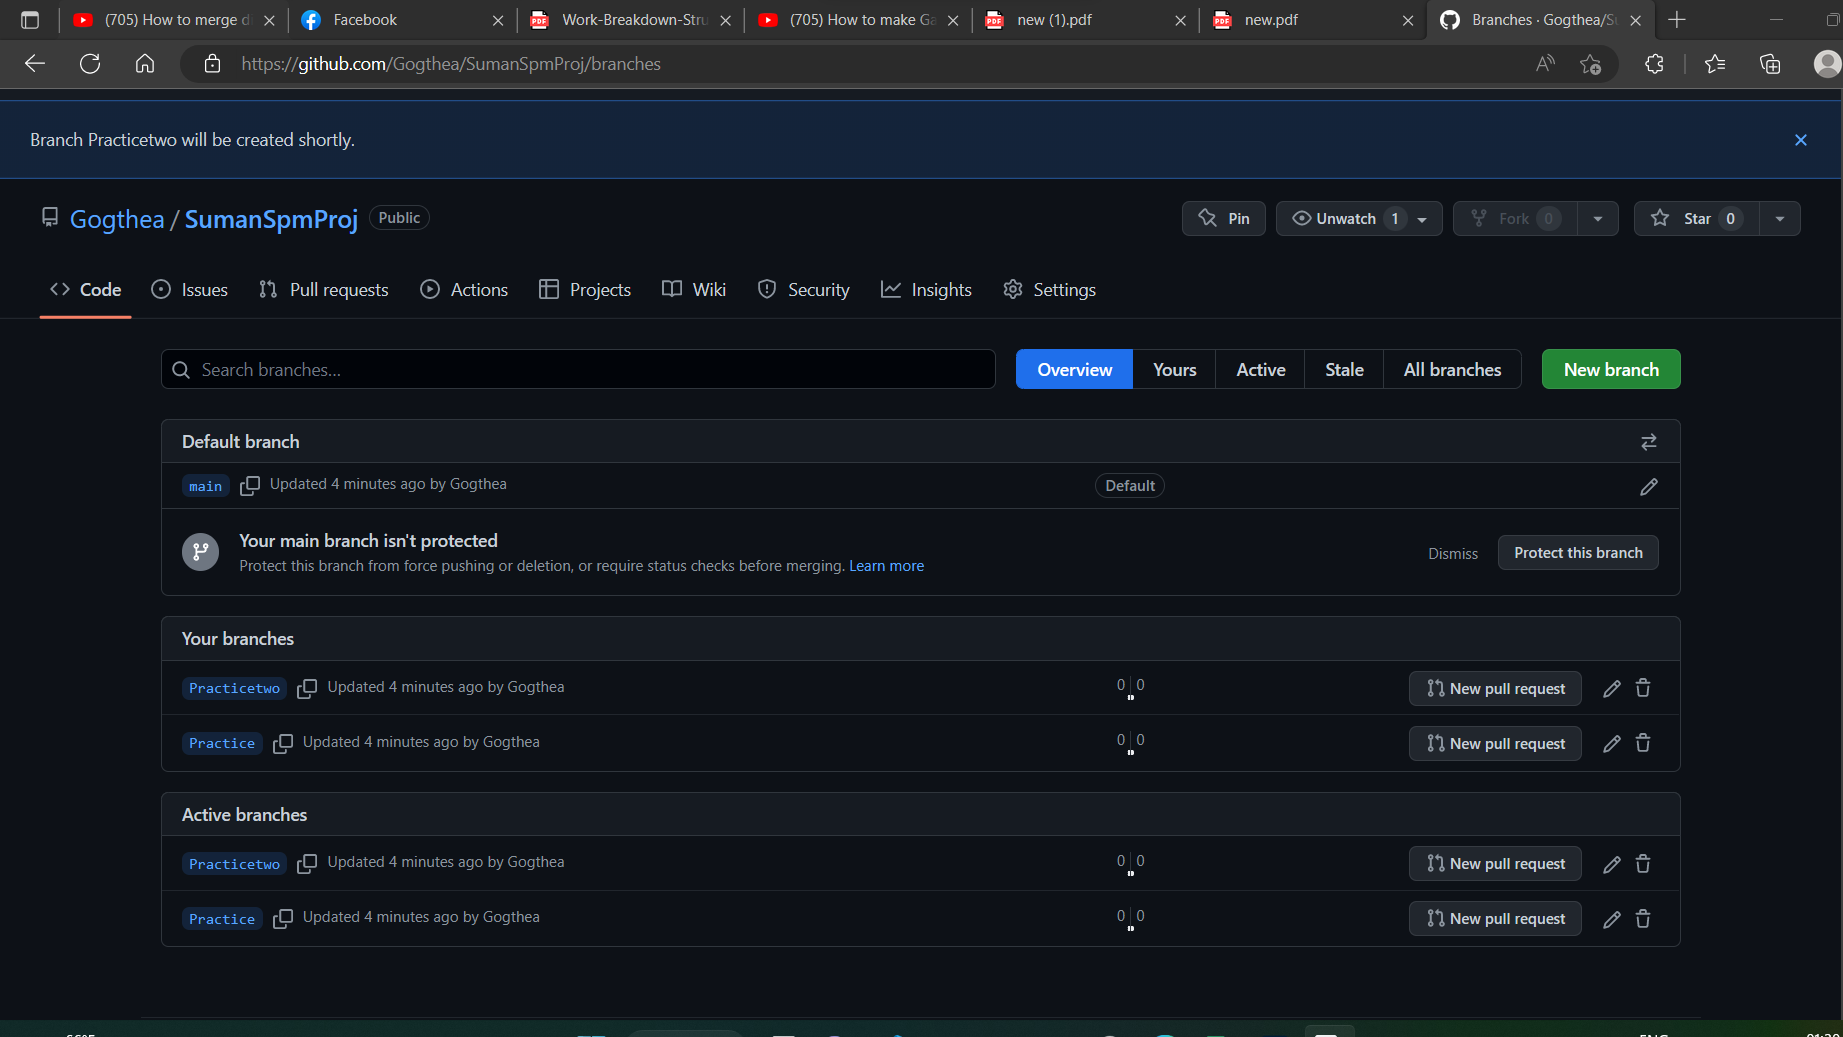 (705) How to merge d
Facebook
Work-Breakdown-Stru
(705) How to make Ga
new (1).pdf
new.pdf
Branches · Gogthea/Su
https://github.com/Gogthea/SumanSpmProj/branches
Branch Practicetwo will be created shortly.
Gogthea / SumanSpmProj Public
Pin
Unwatch 1
Fork 0
Star 0
Code
Issues
Pull requests
Actions
Projects
Wiki
Security
Insights
Settings
Search branches...
Overview
Yours
Active
Stale
All branches
New branch
Default branch
main Updated 4 minutes ago by Gogthea Default
Your main branch isn't protected
Protect this branch from force pushing or deletion, or require status checks before merging. Learn more
Dismiss
Protect this branch
Your branches
Practicetwo Updated 4 minutes ago by Gogthea 0 0 New pull request
Practice Updated 4 minutes ago by Gogthea 0 0 New pull request
Active branches
Practicetwo Updated 4 minutes ago by Gogthea 0 0 New pull request
Practice Updated 4 minutes ago by Gogthea 0 0 New pull request